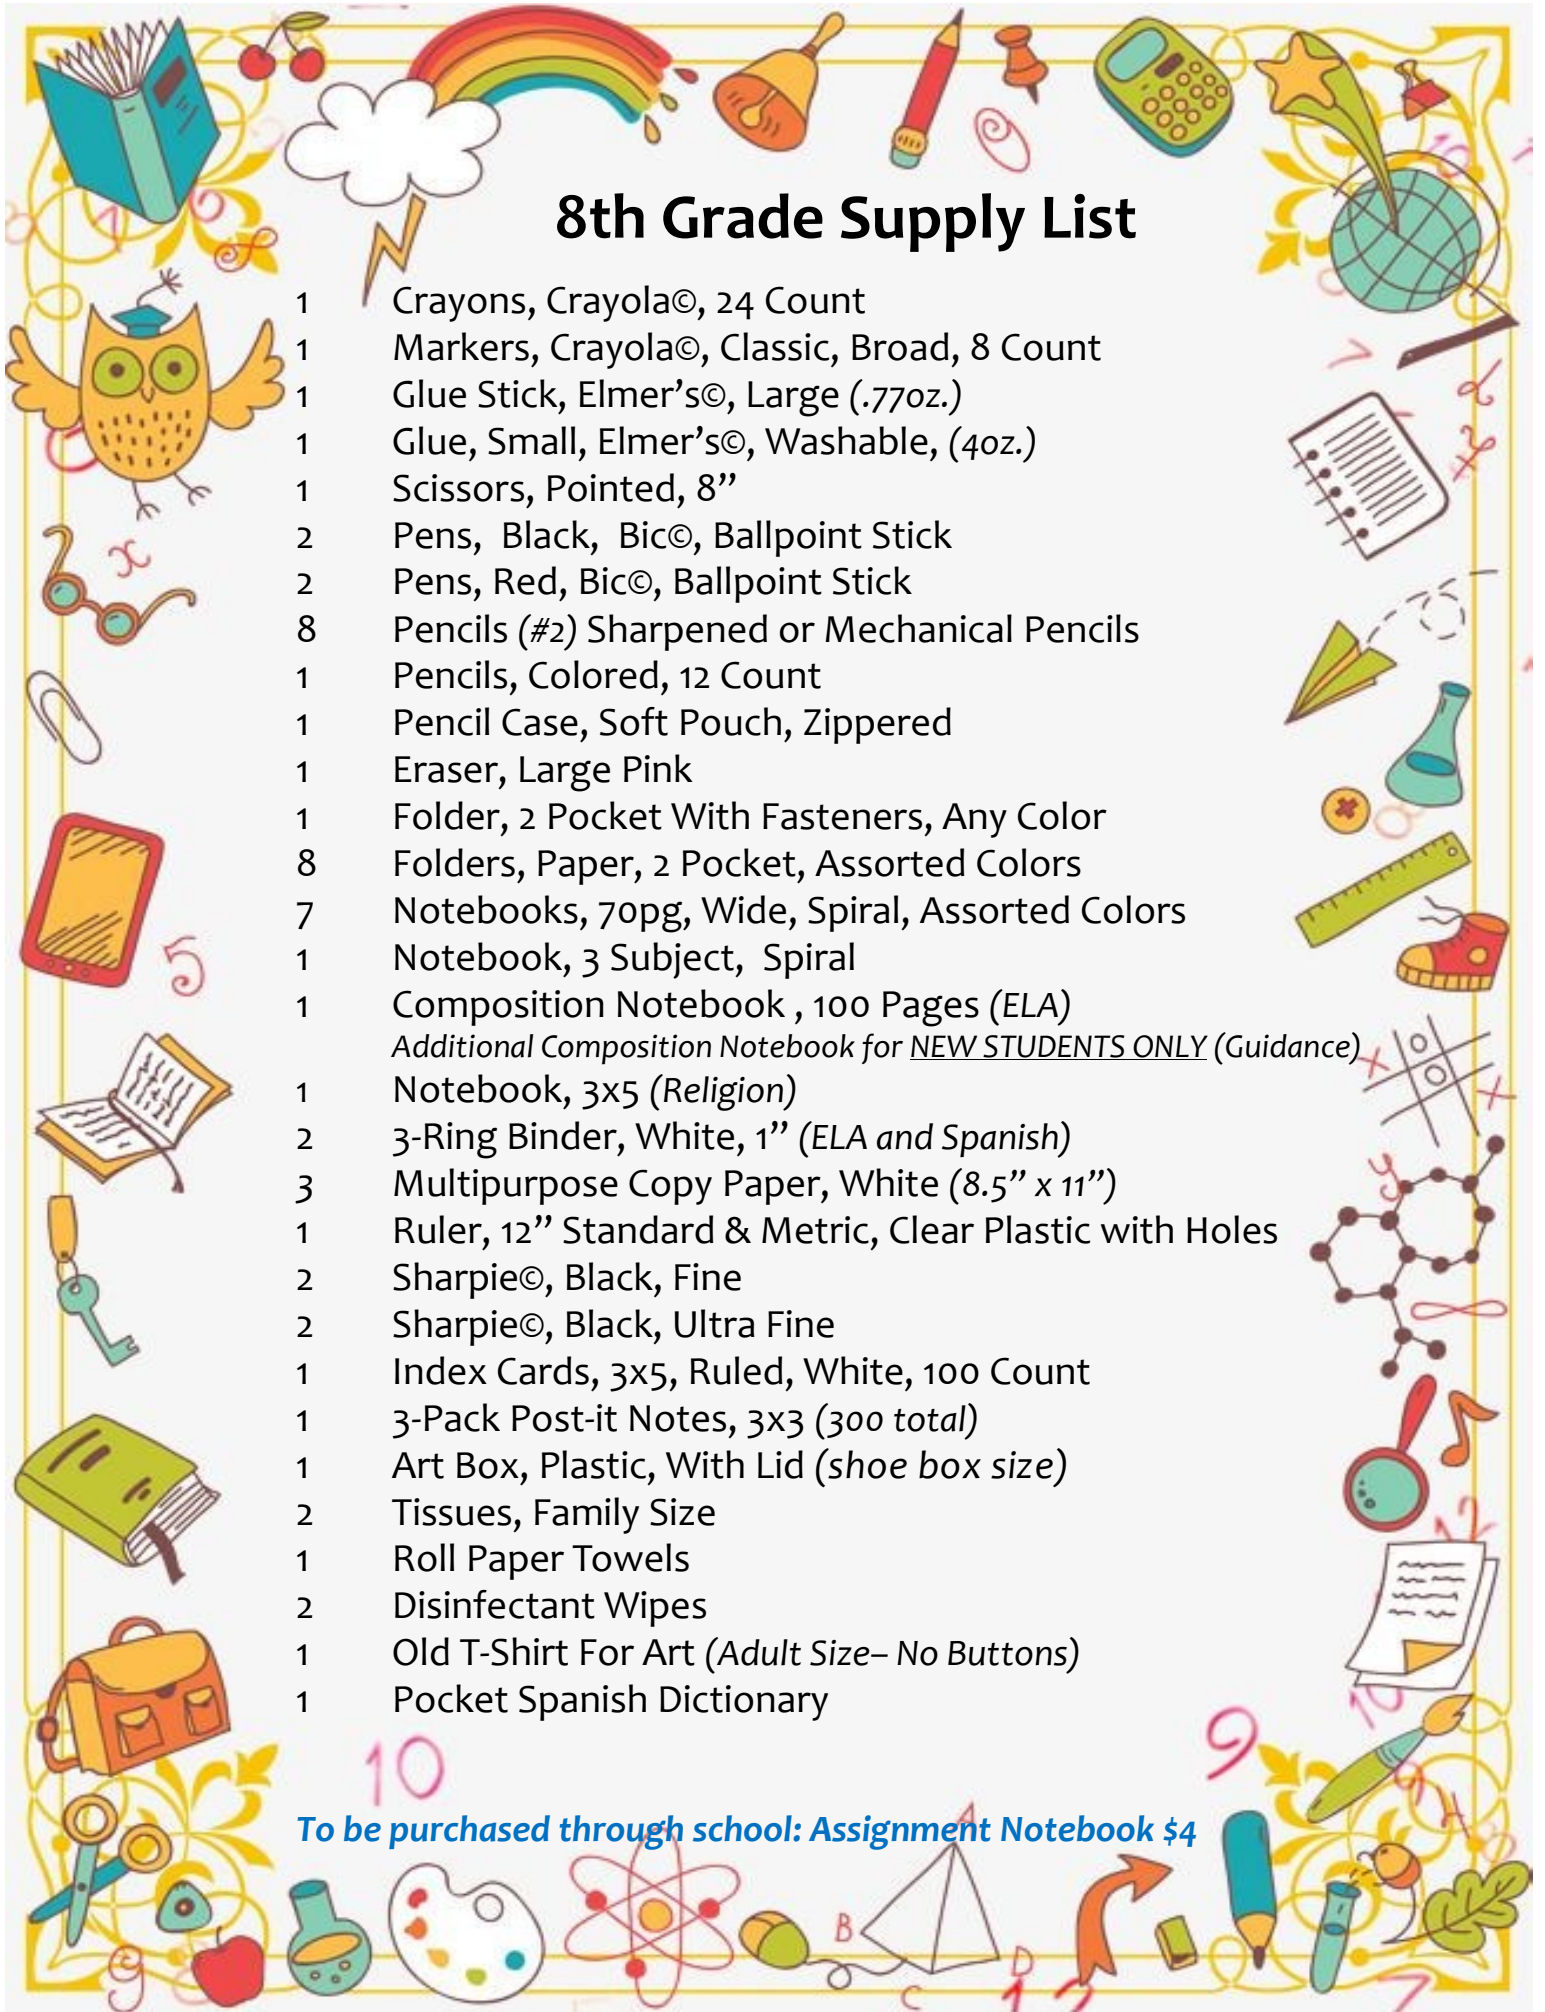 8th Grade Supply List
1 Crayons, Crayola©, 24 Count
1 Markers, Crayola©, Classic, Broad, 8 Count
1 Glue Stick, Elmer’s©, Large (.77oz.)
1 Glue, Small, Elmer’s©, Washable, (4oz.)
1 Scissors, Pointed, 8”
2 Pens, Black, Bic©, Ballpoint Stick
2 Pens, Red, Bic©, Ballpoint Stick
8 Pencils (#2) Sharpened or Mechanical Pencils
1 Pencils, Colored, 12 Count
1 Pencil Case, Soft Pouch, Zippered
1 Eraser, Large Pink
1 Folder, 2 Pocket With Fasteners, Any Color
8 Folders, Paper, 2 Pocket, Assorted Colors
7 Notebooks, 70pg, Wide, Spiral, Assorted Colors
1 Notebook, 3 Subject, Spiral
1 Composition Notebook , 100 Pages (ELA)
Additional Composition Notebook for NEW STUDENTS ONLY (Guidance)
1 Notebook, 3x5 (Religion)
2 3-Ring Binder, White, 1” (ELA and Spanish)
3 Multipurpose Copy Paper, White (8.5” x 11”)
1 Ruler, 12” Standard & Metric, Clear Plastic with Holes
2 Sharpie©, Black, Fine
2 Sharpie©, Black, Ultra Fine
1 Index Cards, 3x5, Ruled, White, 100 Count
1 3-Pack Post-it Notes, 3x3 (300 total)
1 Art Box, Plastic, With Lid (shoe box size)
2 Tissues, Family Size
1 Roll Paper Towels
2 Disinfectant Wipes
1 Old T-Shirt For Art (Adult Size– No Buttons)
1 Pocket Spanish Dictionary
10
9
To be purchased through school: Assignment Notebook $4
A
B
C
D
5
x
y
12
10
9